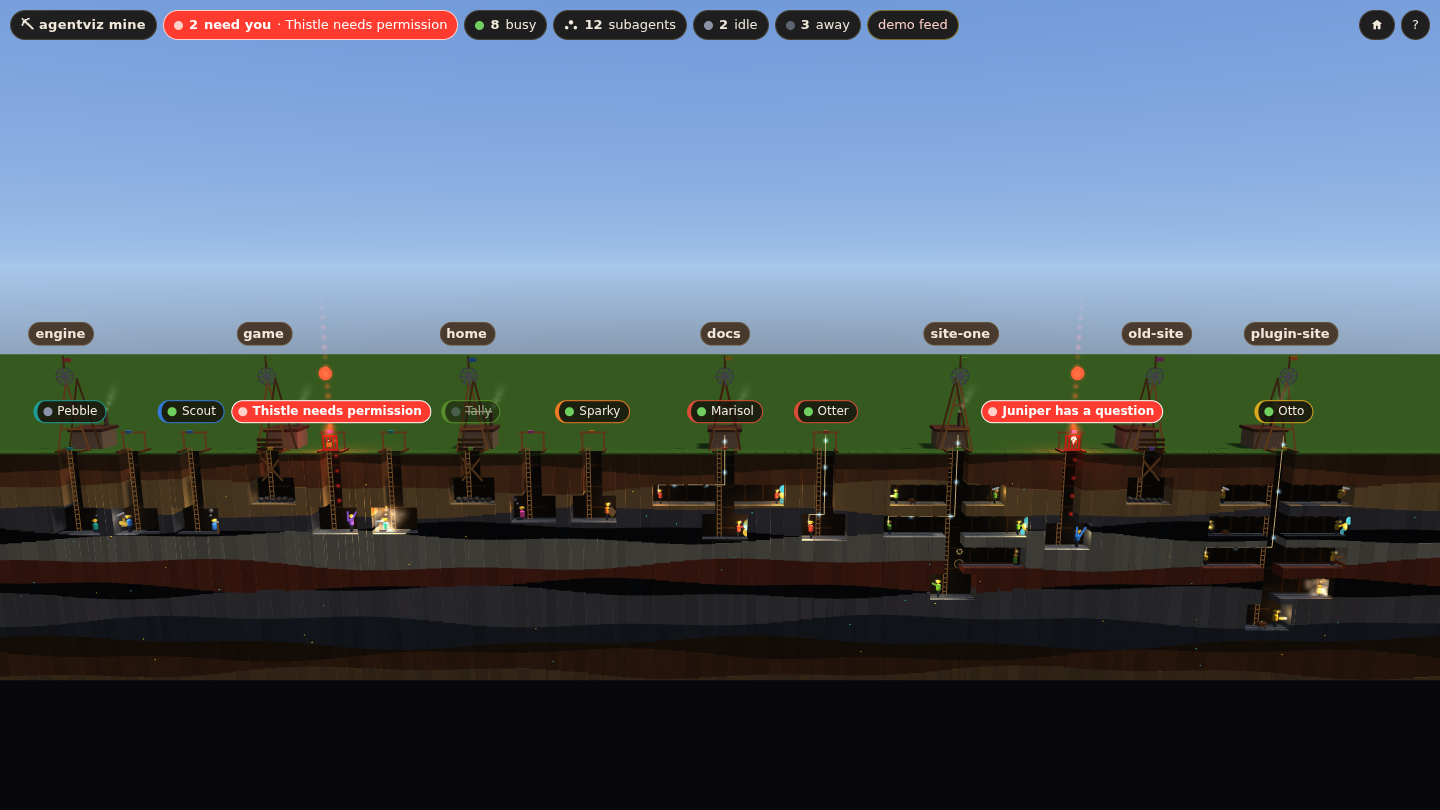 agentviz mine
2 need you · Thistle needs permission
8 busy
12 subagents
2 idle
3 away
demo feed
?
engine
game
home
docs
site-one
old-site
plugin-site
Pebble
Scout
Thistle needs permission
Tally
Sparky
Marisol
Otter
Juniper has a question
Otto